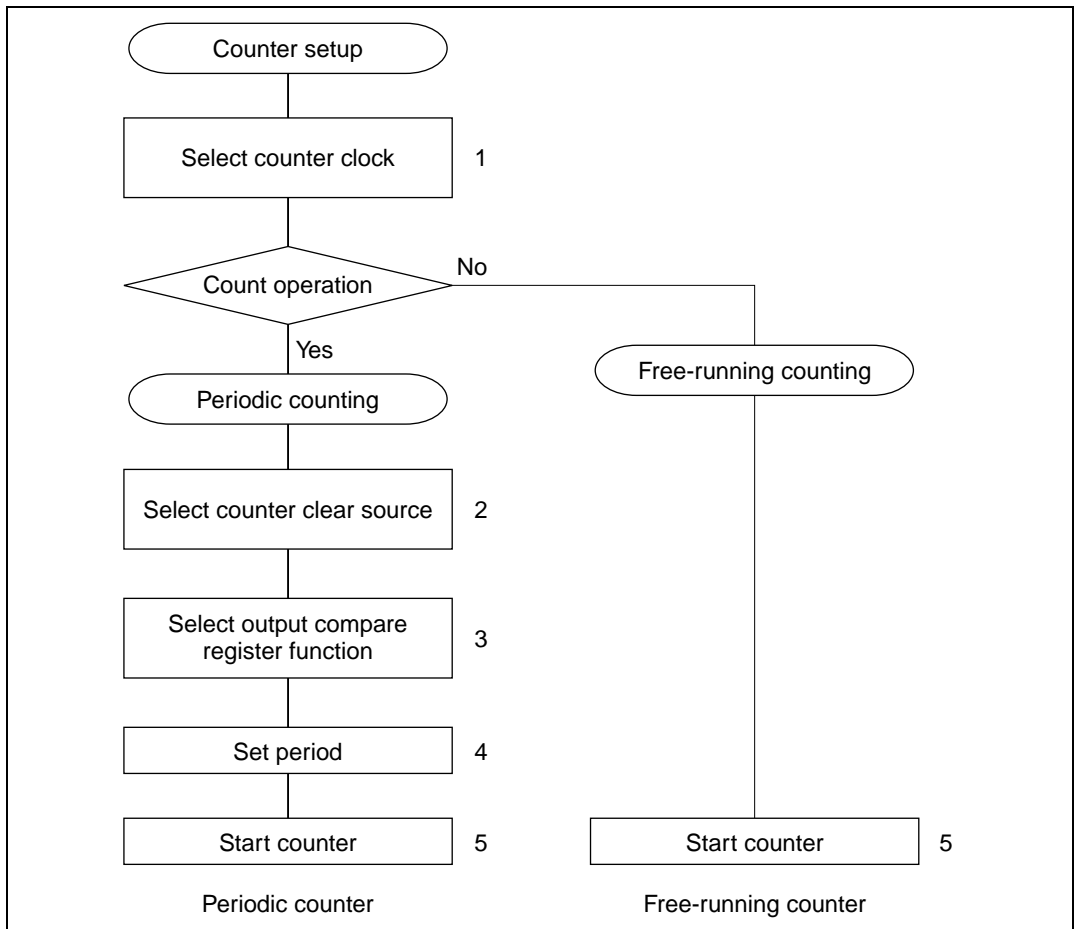 Counter setup
Select counter clock
1
Count operation
No
Yes
Periodic counting
Free-running counting
Select counter clear source
2
Select output compare
register function
3
Set period
4
Start counter
5
Start counter
5
Periodic counter
Free-running counter